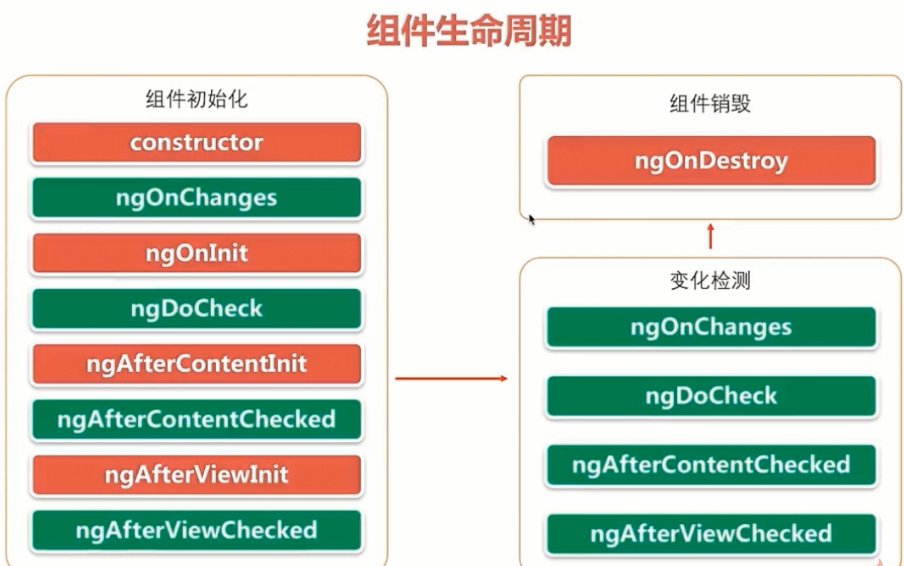 组件生命周期
组件初始化
constructor
ngOnChanges
ngOnInit
ngDoCheck
ngAfterContentInit
ngAfterContentChecked
ngAfterViewInit
ngAfterViewChecked
组件销毁
ngOnDestroy
变化检测
ngOnChanges
ngDoCheck
ngAfterContentChecked
ngAfterViewChecked